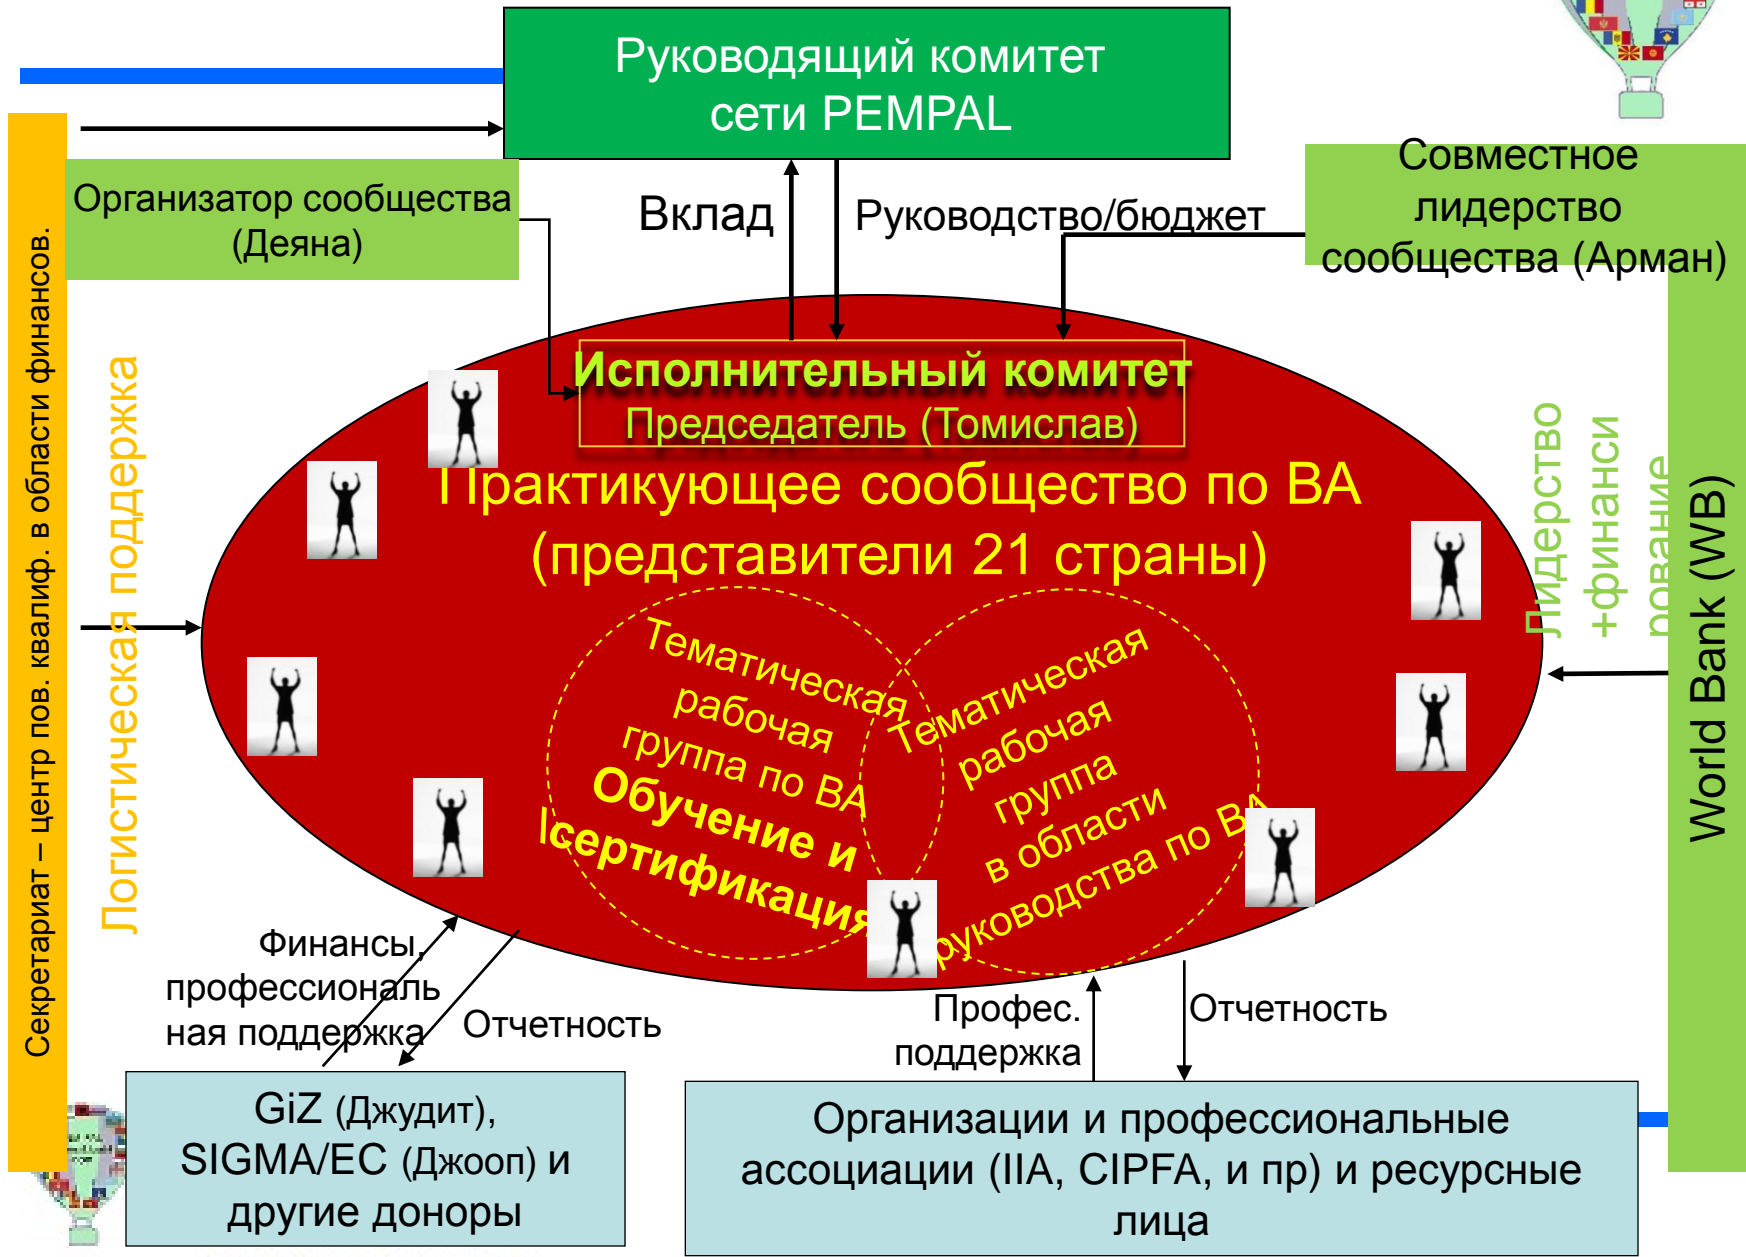 Руководящий комитет
сети PEMPAL
Совместное
лидерство
сообщества (Арман)
Организатор сообщества
(Деяна)
Вклад
Руководство/бюджет
Секретариат – центр пов. квалиф. в области финансов.
Логистическая поддержка
Исполнительный комитет
Председатель (Томислав)
Практикующее сообщество по ВА
(представители 21 страны)
Лидерство
+финанси
рование
World Bank (WB)
Тематическая
рабочая
группа по ВА
Обучение и
сертификация
Тематическая
рабочая
группа
в области
руководства по ВА
Финансы,
профессиональ
ная поддержка
Отчетность
Профес.
поддержка
Отчетность
GiZ (Джудит),
SIGMA/EC (Джооп) и
другие доноры
Организации и профессиональные
ассоциации (IIA, CIPFA, и пр) и ресурсные
лица